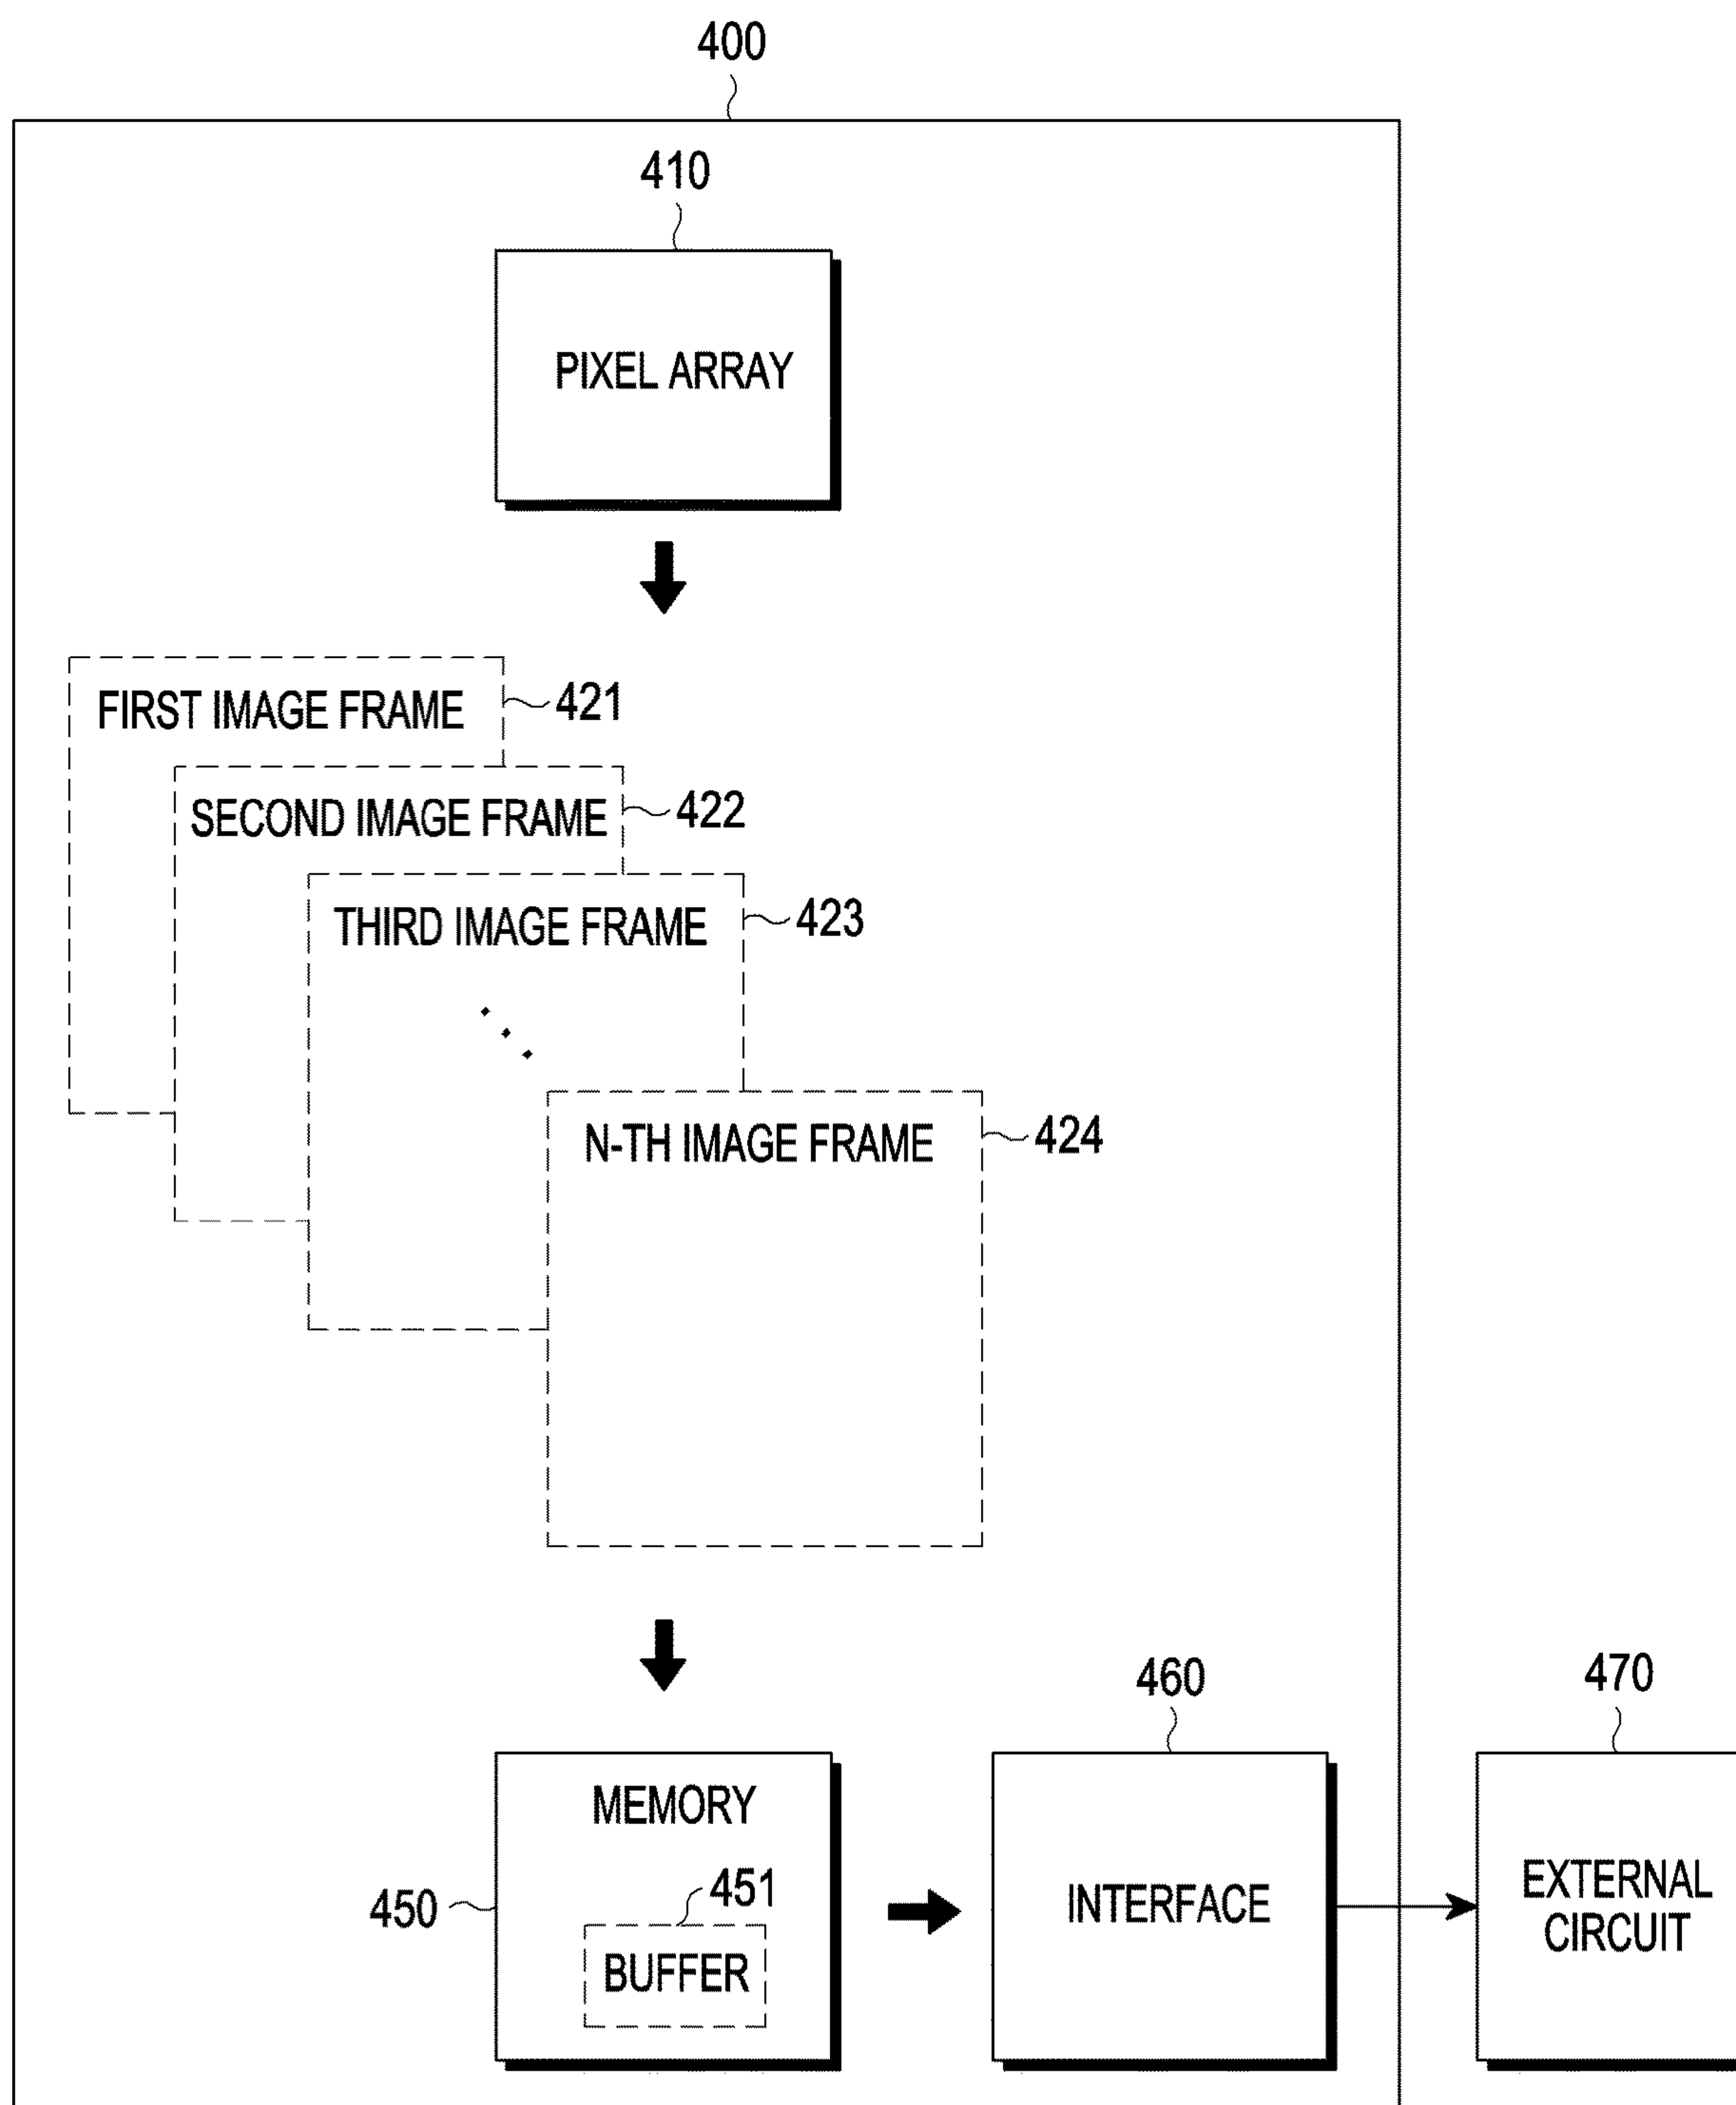 400
410
PIXEL ARRAY
FIRST IMAGE FRAME
421
SECOND IMAGE FRAME
422
THIRD IMAGE FRAME
423
N-TH IMAGE FRAME
424
460
470
MEMORY
450
451
BUFFER
INTERFACE
EXTERNAL
CIRCUIT